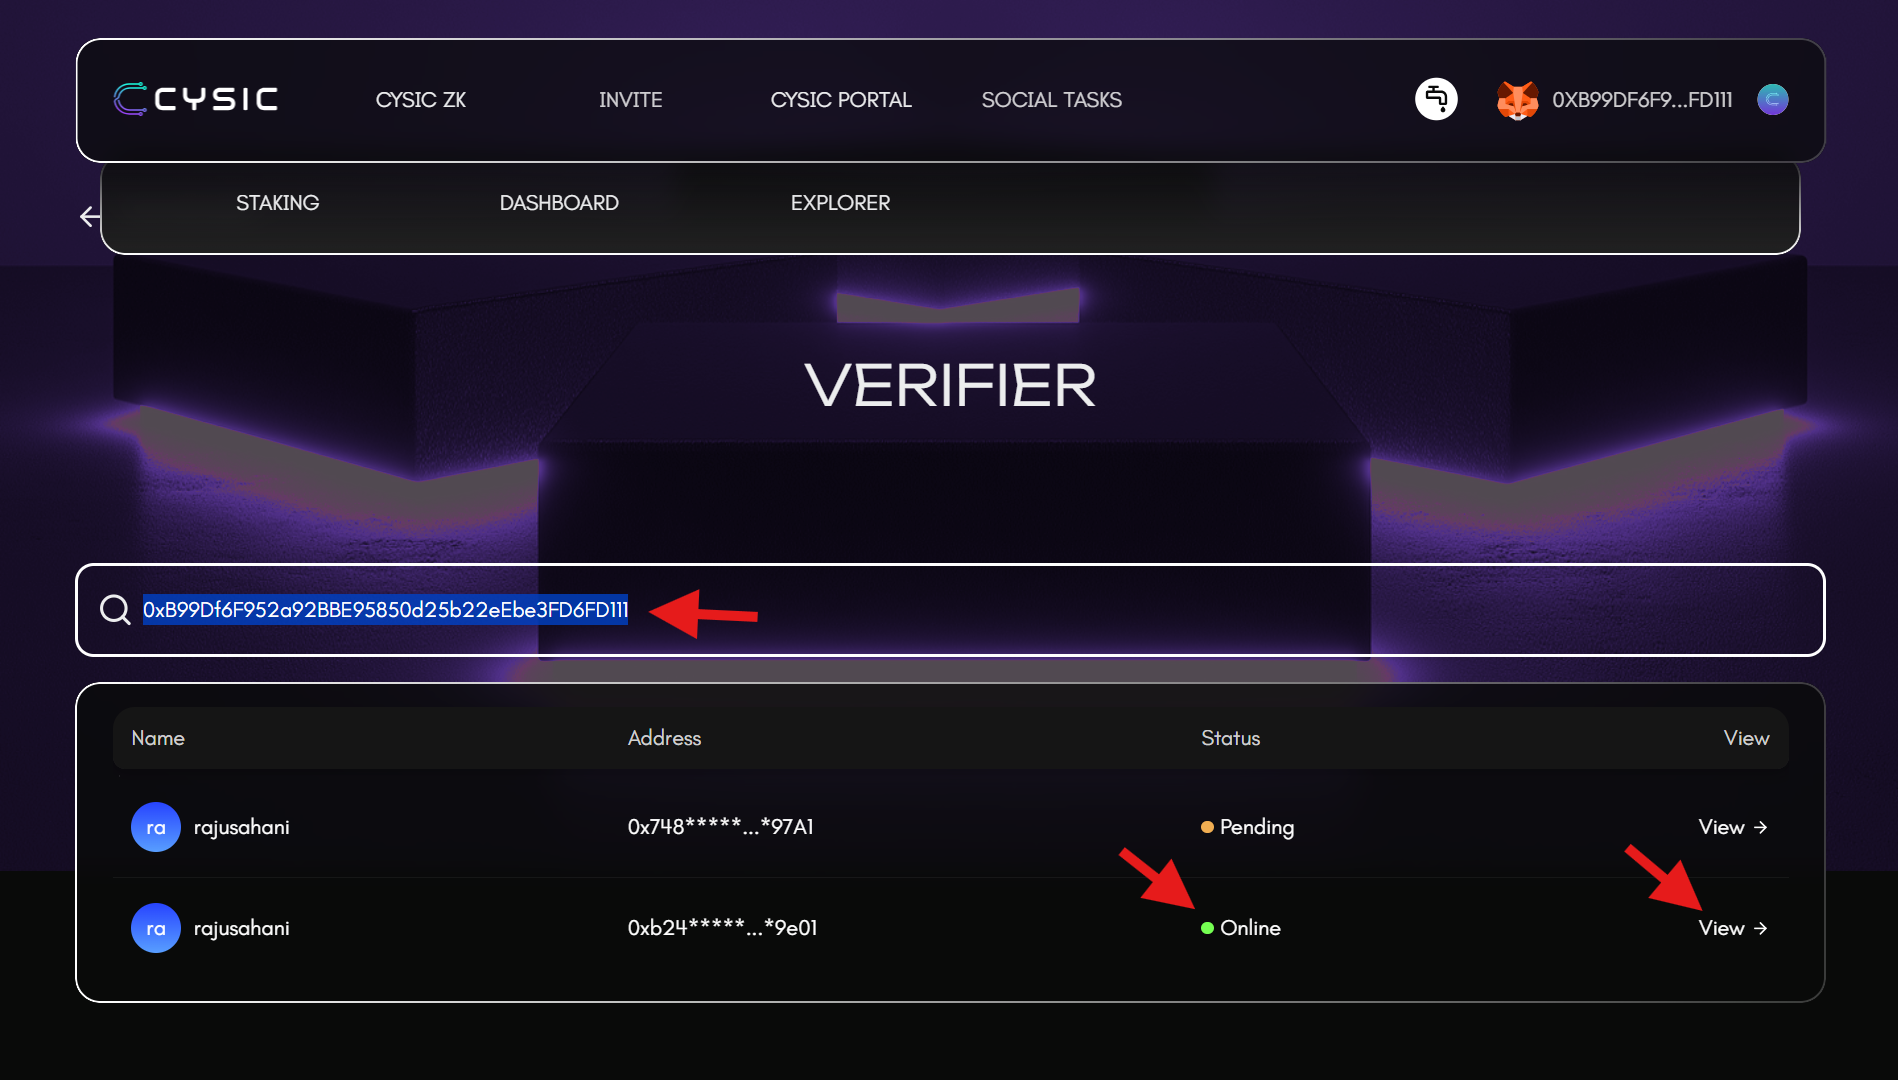 CYSIC CYSIC ZK INVITE CYSIC PORTAL SOCIAL TASKS 0XB99DF6F9...FD111
STAKING DASHBOARD EXPLORER
VERIFIER
0xB99Df6F952a92BBE95850d25b22eEbe3FD6FD111
Name Address Status View
ra rajusahani 0x748*****...*97A1 Pending View →
ra rajusahani 0xb24*****...*9e01 Online View →